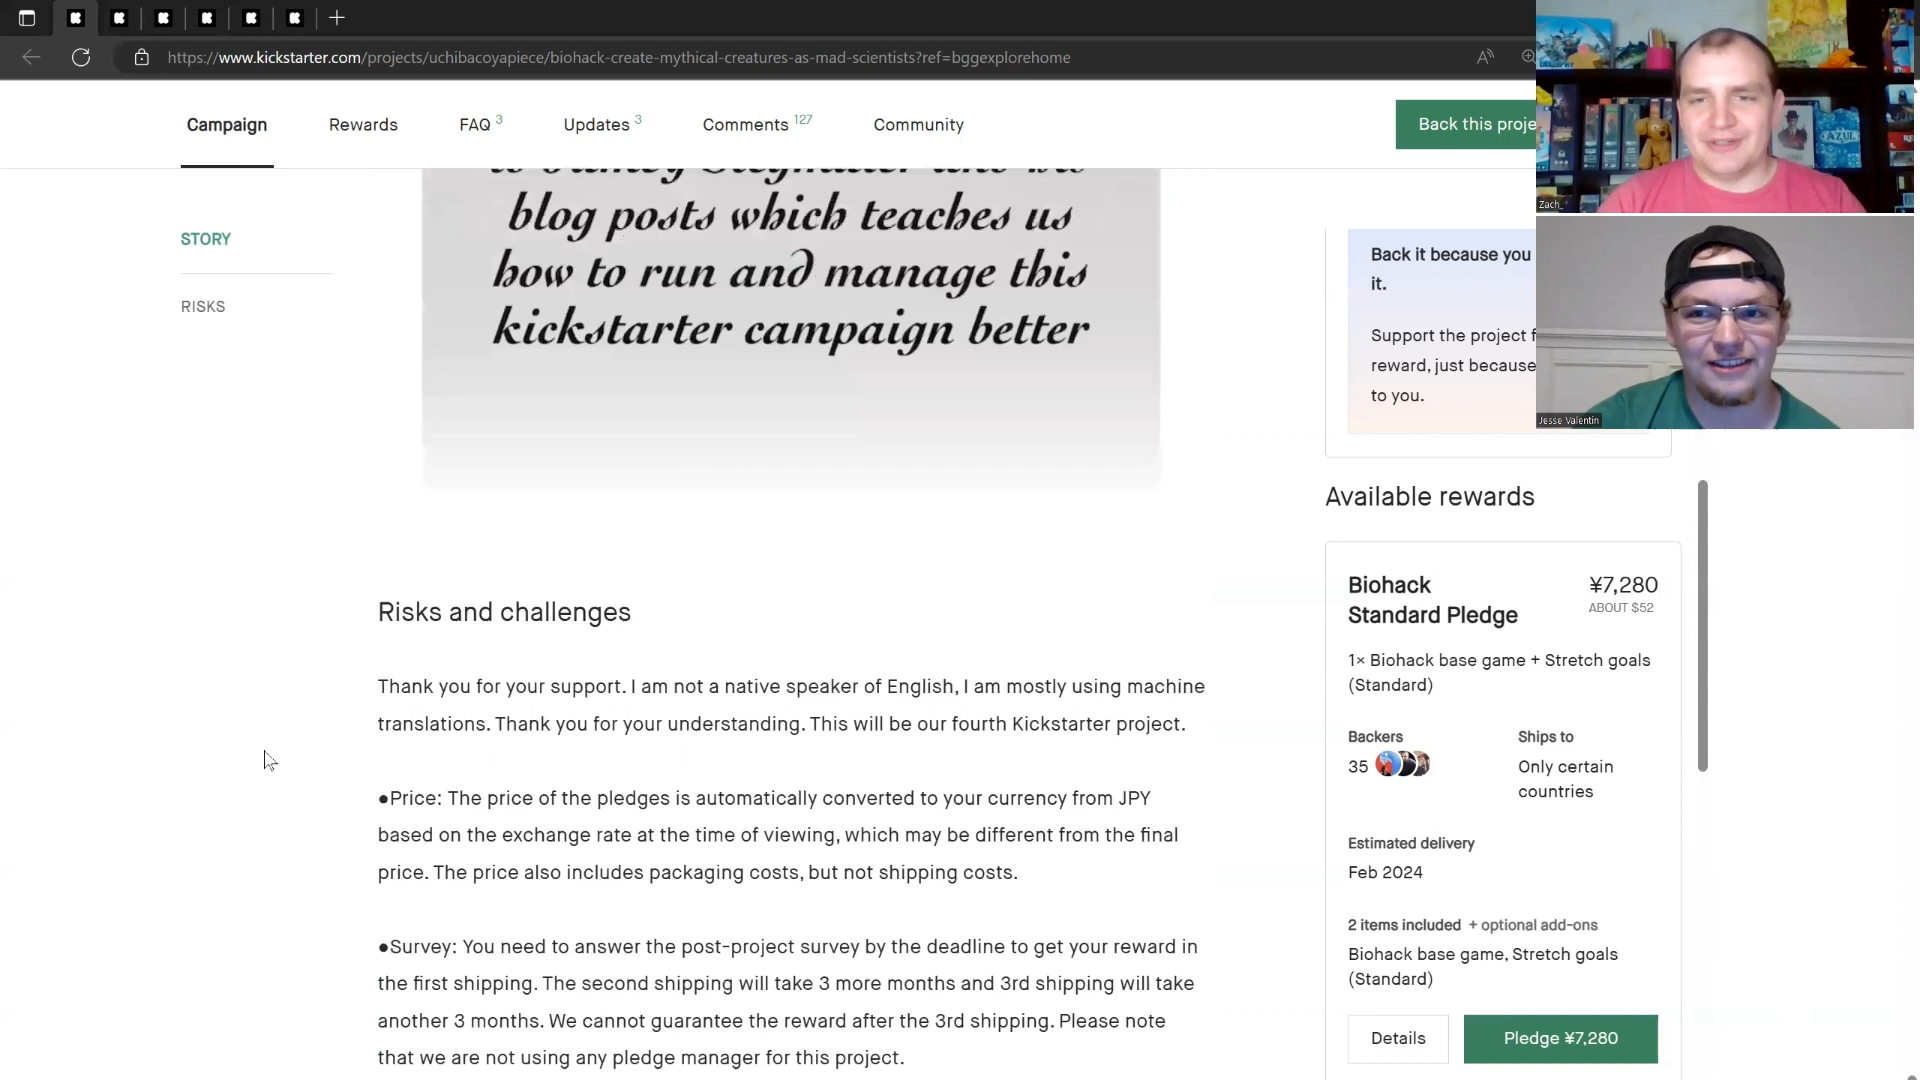 https://www.kickstarter.com/projects/uchibacoyapiece/biohack-create-mythical-creatures-as-mad-scientists?ref=bggexplorehome
Campaign
Rewards
FAQ 3
Updates 3
Comments 127
Community
Back this proje
STORY
RISKS
blog posts which teaches us
how to run and manage this
kickstarter campaign better
Risks and challenges
Thank you for your support. I am not a native speaker of English, I am mostly using machine
translations. Thank you for your understanding. This will be our fourth Kickstarter project.
●Price: The price of the pledges is automatically converted to your currency from JPY
based on the exchange rate at the time of viewing, which may be different from the final
price. The price also includes packaging costs, but not shipping costs.
●Survey: You need to answer the post-project survey by the deadline to get your reward in
the first shipping. The second shipping will take 3 more months and 3rd shipping will take
another 3 months. We cannot guarantee the reward after the 3rd shipping. Please note
that we are not using any pledge manager for this project.
Back it because you
it.
Support the project f
reward, just because
to you.
Available rewards
Biohack
Standard Pledge
¥7,280
ABOUT $52
1× Biohack base game + Stretch goals
(Standard)
Backers
35
Ships to
Only certain
countries
Estimated delivery
Feb 2024
2 items included + optional add-ons
Biohack base game, Stretch goals
(Standard)
Details
Pledge ¥7,280
Zach_
AZUL
Jesse Valentin